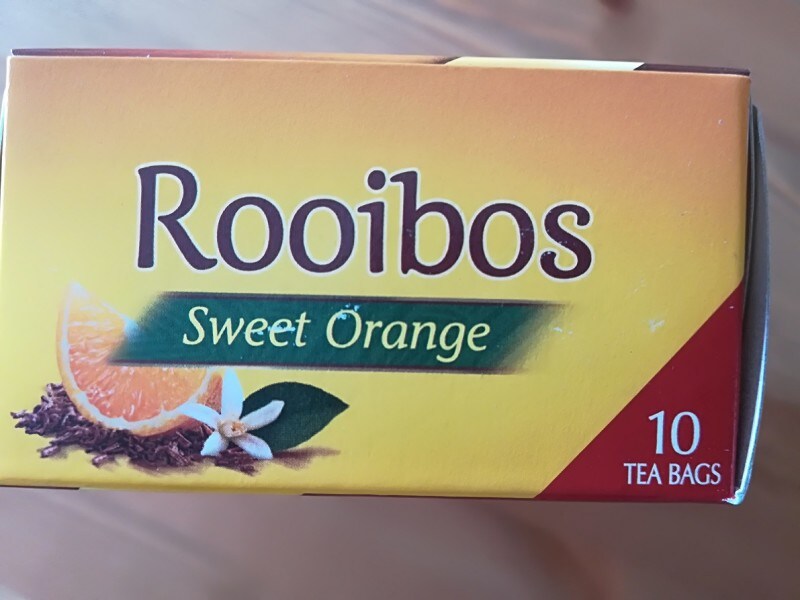 Rooibos
Sweet Orange
10
TEA BAGS